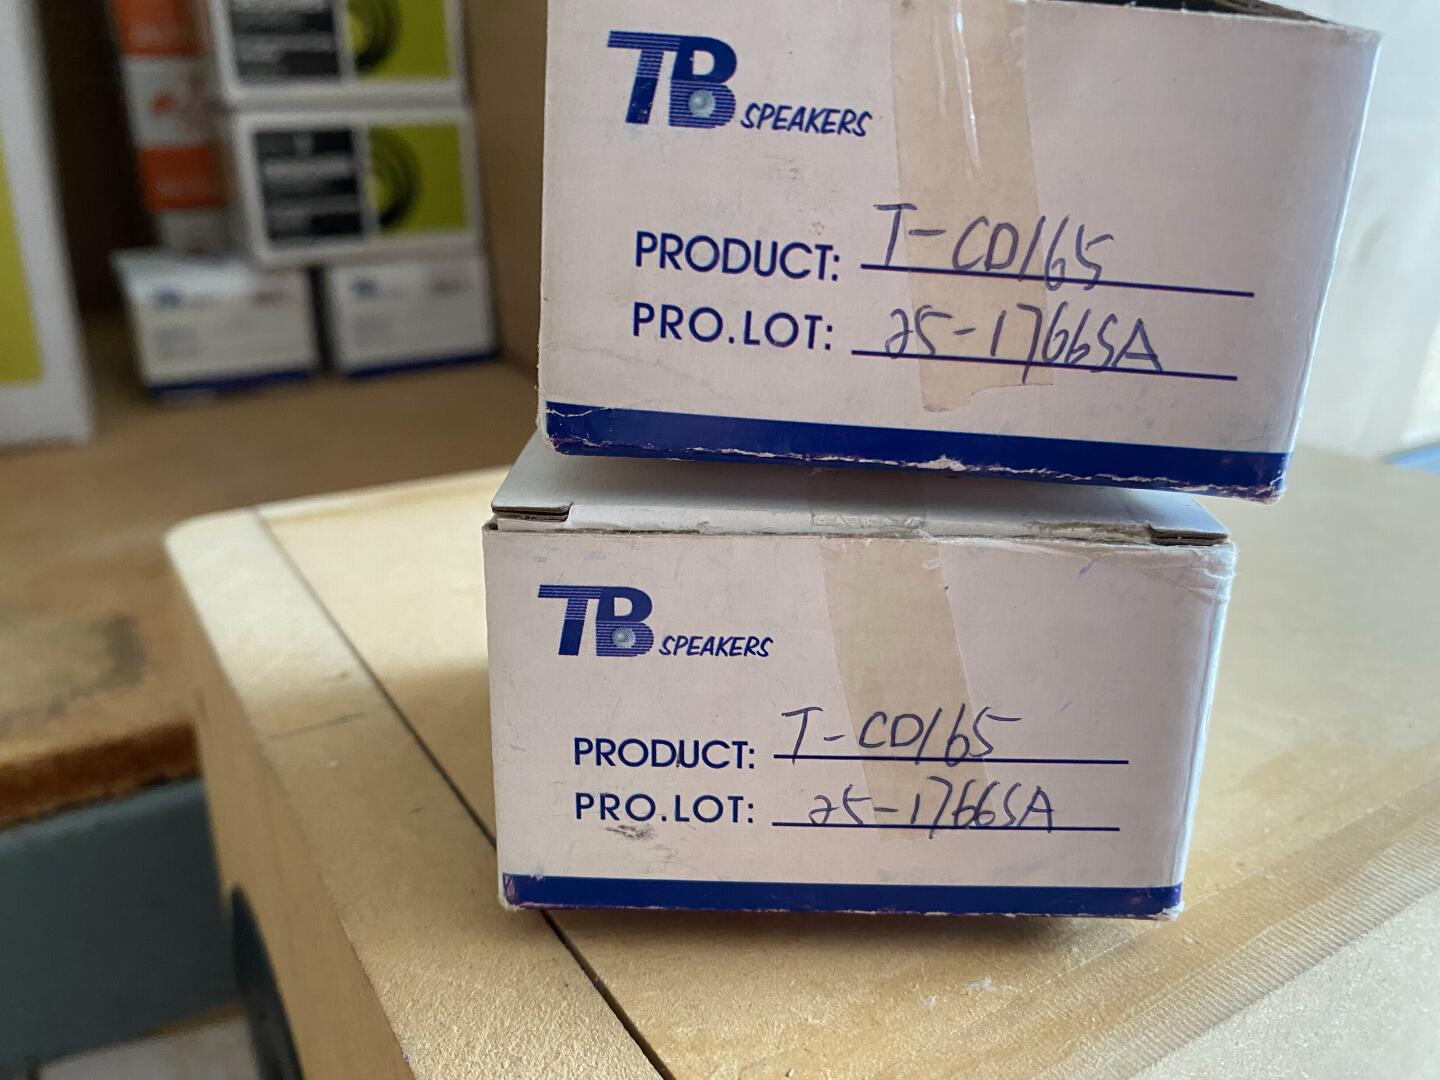 TB SPEAKERS
PRODUCT: T-CD165
PRO.LOT: 25-1766SA
TB SPEAKERS
PRODUCT: T-CD165
PRO.LOT: 25-1766SA